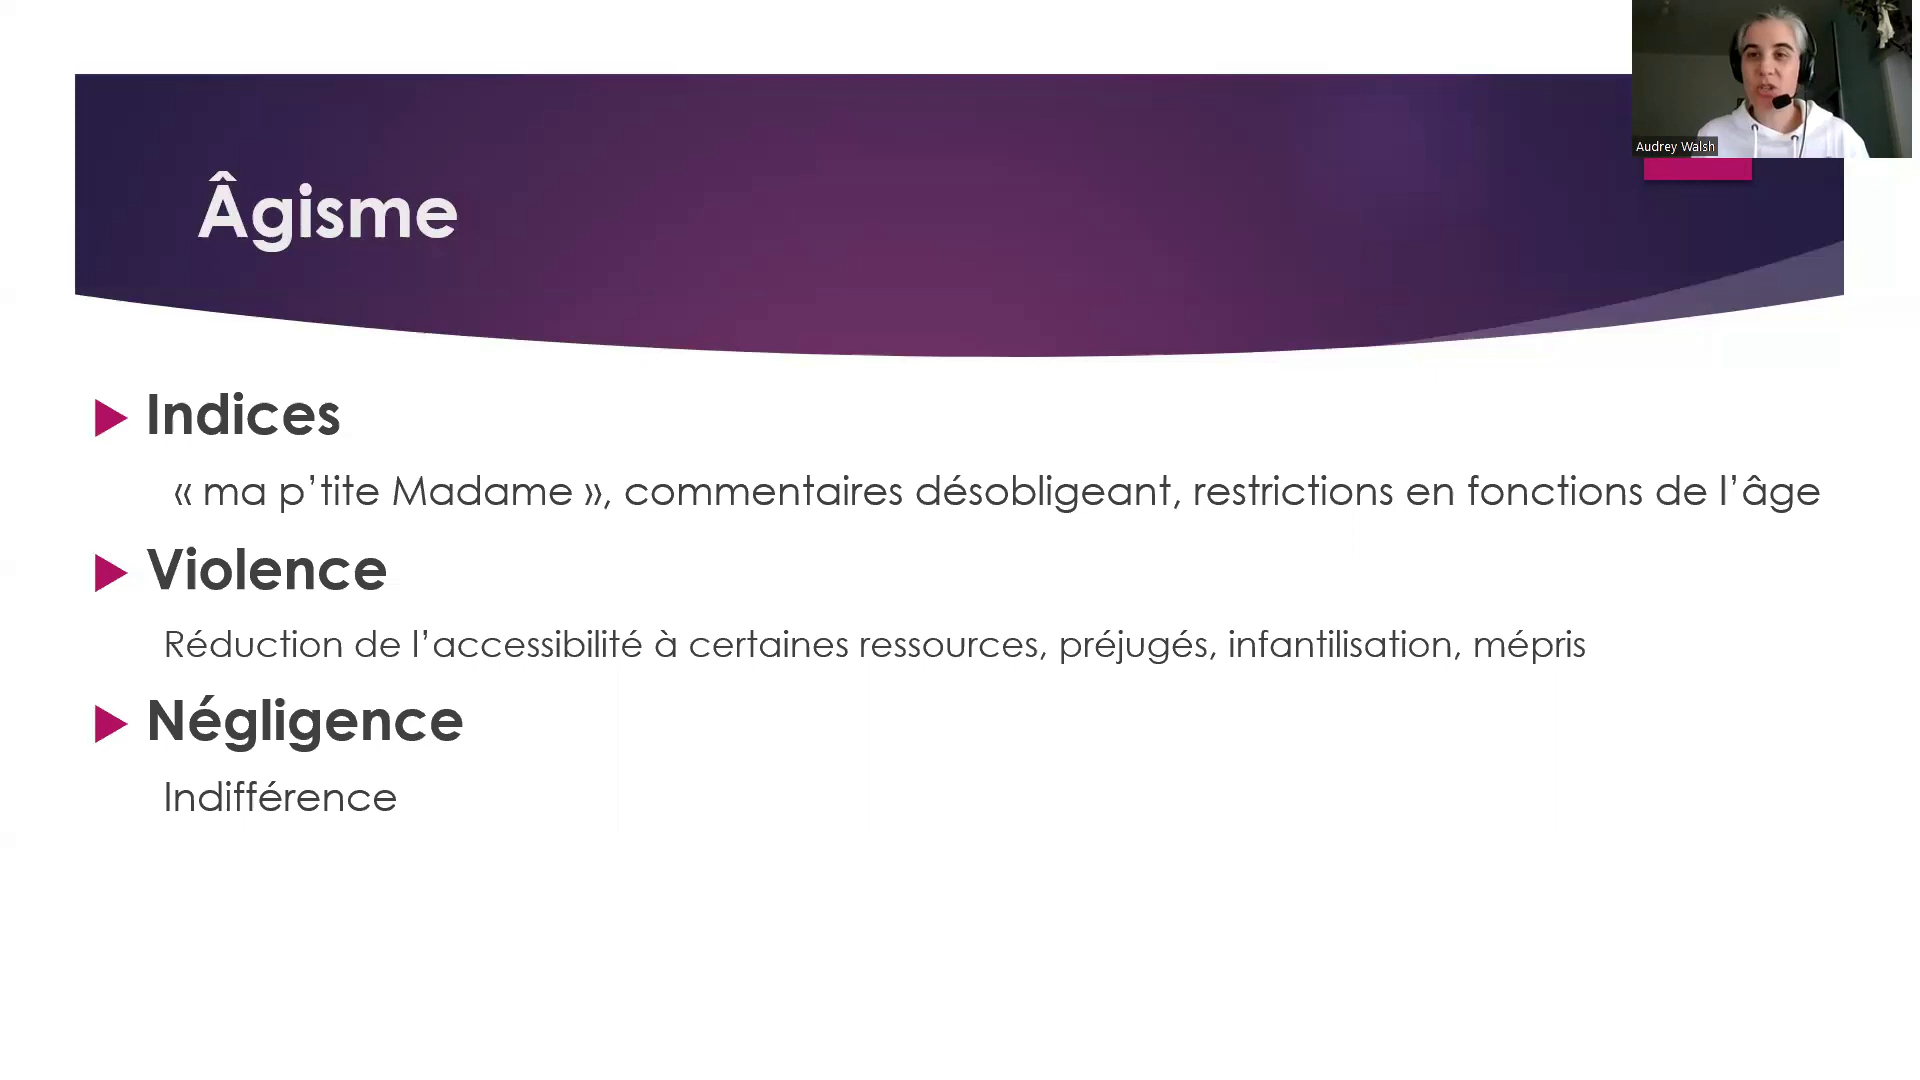 Audrey Walsh
Âgisme
Indices
« ma p’tite Madame », commentaires désobligeant, restrictions en fonctions de l’âge
Violence
Réduction de l’accessibilité à certaines ressources, préjugés, infantilisation, mépris
Négligence
Indifférence